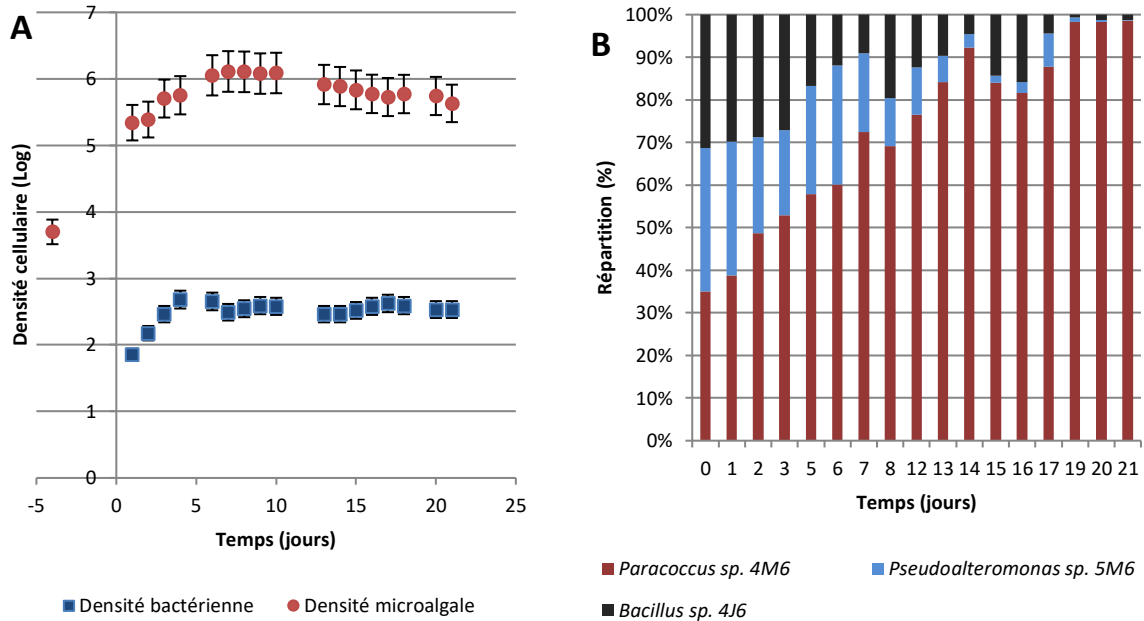 A
7
6
5
4
3
2
1
0
-5
0
5
10
15
20
25
Densité cellulaire (Log)
Temps (jours)
Densité bactérienne
Densité microalgale
B
100%
90%
80%
70%
60%
50%
40%
30%
20%
10%
0%
0 1 2 3 5 6 7 8 12 13 14 15 16 17 19 20 21
Répartition (%)
Temps (jours)
Paracoccus sp. 4M6
Pseudoalteromonas sp. 5M6
Bacillus sp. 4J6